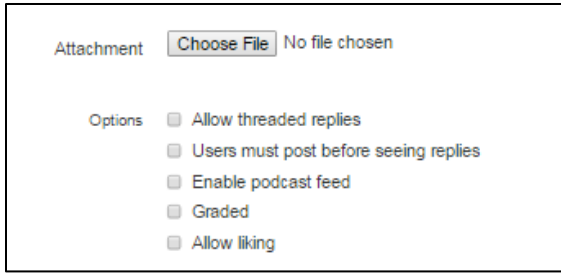 Attachment Choose File No file chosen
Options Allow threaded replies
Users must post before seeing replies
Enable podcast feed
Graded
Allow liking